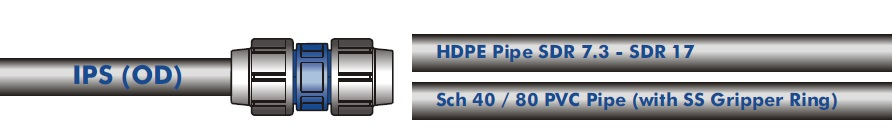 IPS (OD)
HDPE Pipe SDR 7.3 - SDR 17
Sch 40 / 80 PVC Pipe (with SS Gripper Ring)